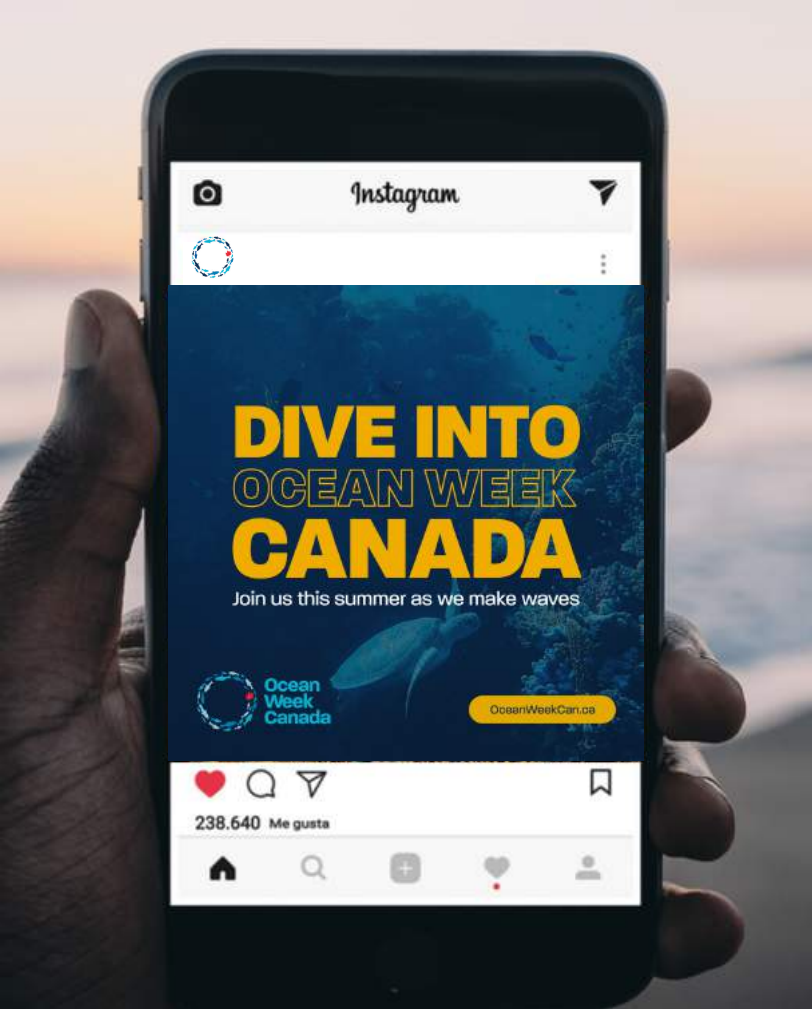 Instagram
DIVE INTO
OCEAN WEEK
CANADA
Join us this summer as we make waves
Ocean
Week
Canada
OceanWeekCan.ca
238.640 Me gusta